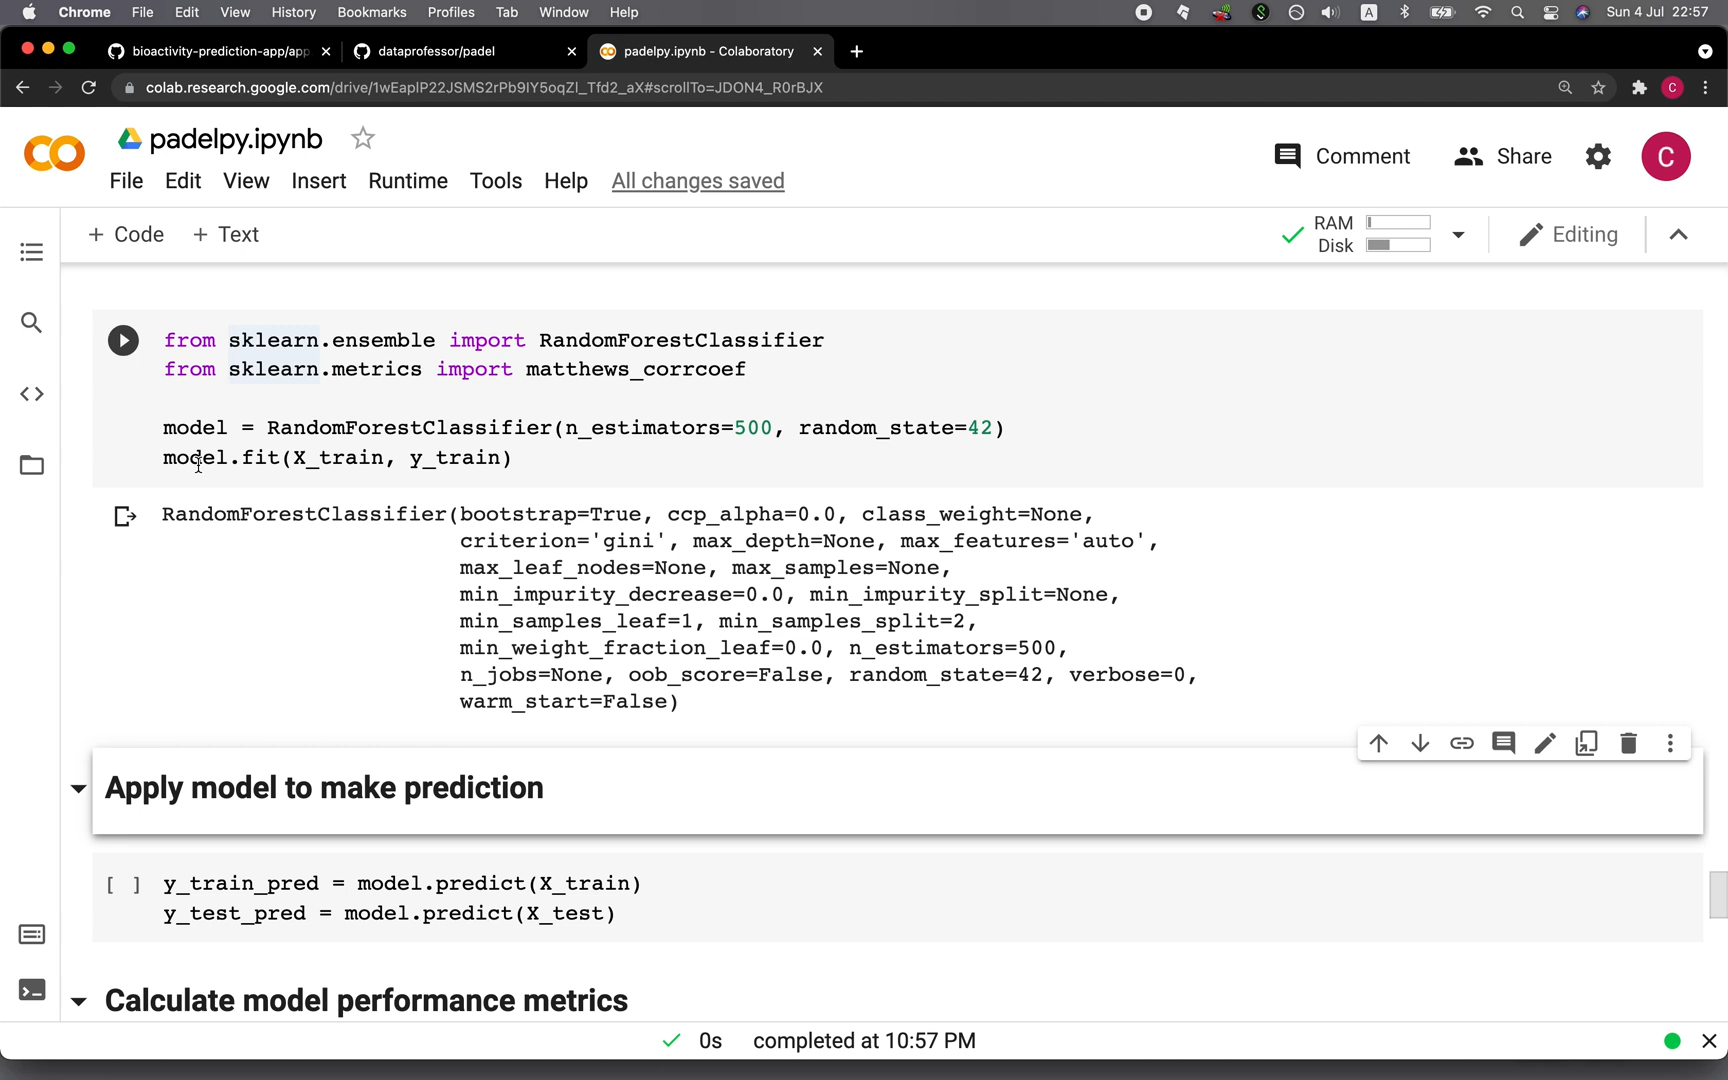 Chrome File Edit View History Bookmarks Profiles Tab Window Help A Sun 4 Jul 22:57
bioactivity-prediction-app/app dataprofessor/padel padelpy.ipynb - Colaboratory
colab.research.google.com/drive/1wEaplP22JSMS2rPb9IY5oqZl_Tfd2_aX#scrollTo=JDON4_R0rBJX C
padelpy.ipynb
Comment Share C
File Edit View Insert Runtime Tools Help All changes saved
+ Code + Text
RAM
Disk
Editing
from sklearn.ensemble import RandomForestClassifier
from sklearn.metrics import matthews_corrcoef
model = RandomForestClassifier(n_estimators=500, random_state=42)
model.fit(X_train, y_train)
RandomForestClassifier(bootstrap=True, ccp_alpha=0.0, class_weight=None,
criterion='gini', max_depth=None, max_features='auto',
max_leaf_nodes=None, max_samples=None,
min_impurity_decrease=0.0, min_impurity_split=None,
min_samples_leaf=1, min_samples_split=2,
min_weight_fraction_leaf=0.0, n_estimators=500,
n_jobs=None, oob_score=False, random_state=42, verbose=0,
warm_start=False)
Apply model to make prediction
[ ] y_train_pred = model.predict(X_train)
y_test_pred = model.predict(X_test)
Calculate model performance metrics
0s completed at 10:57 PM